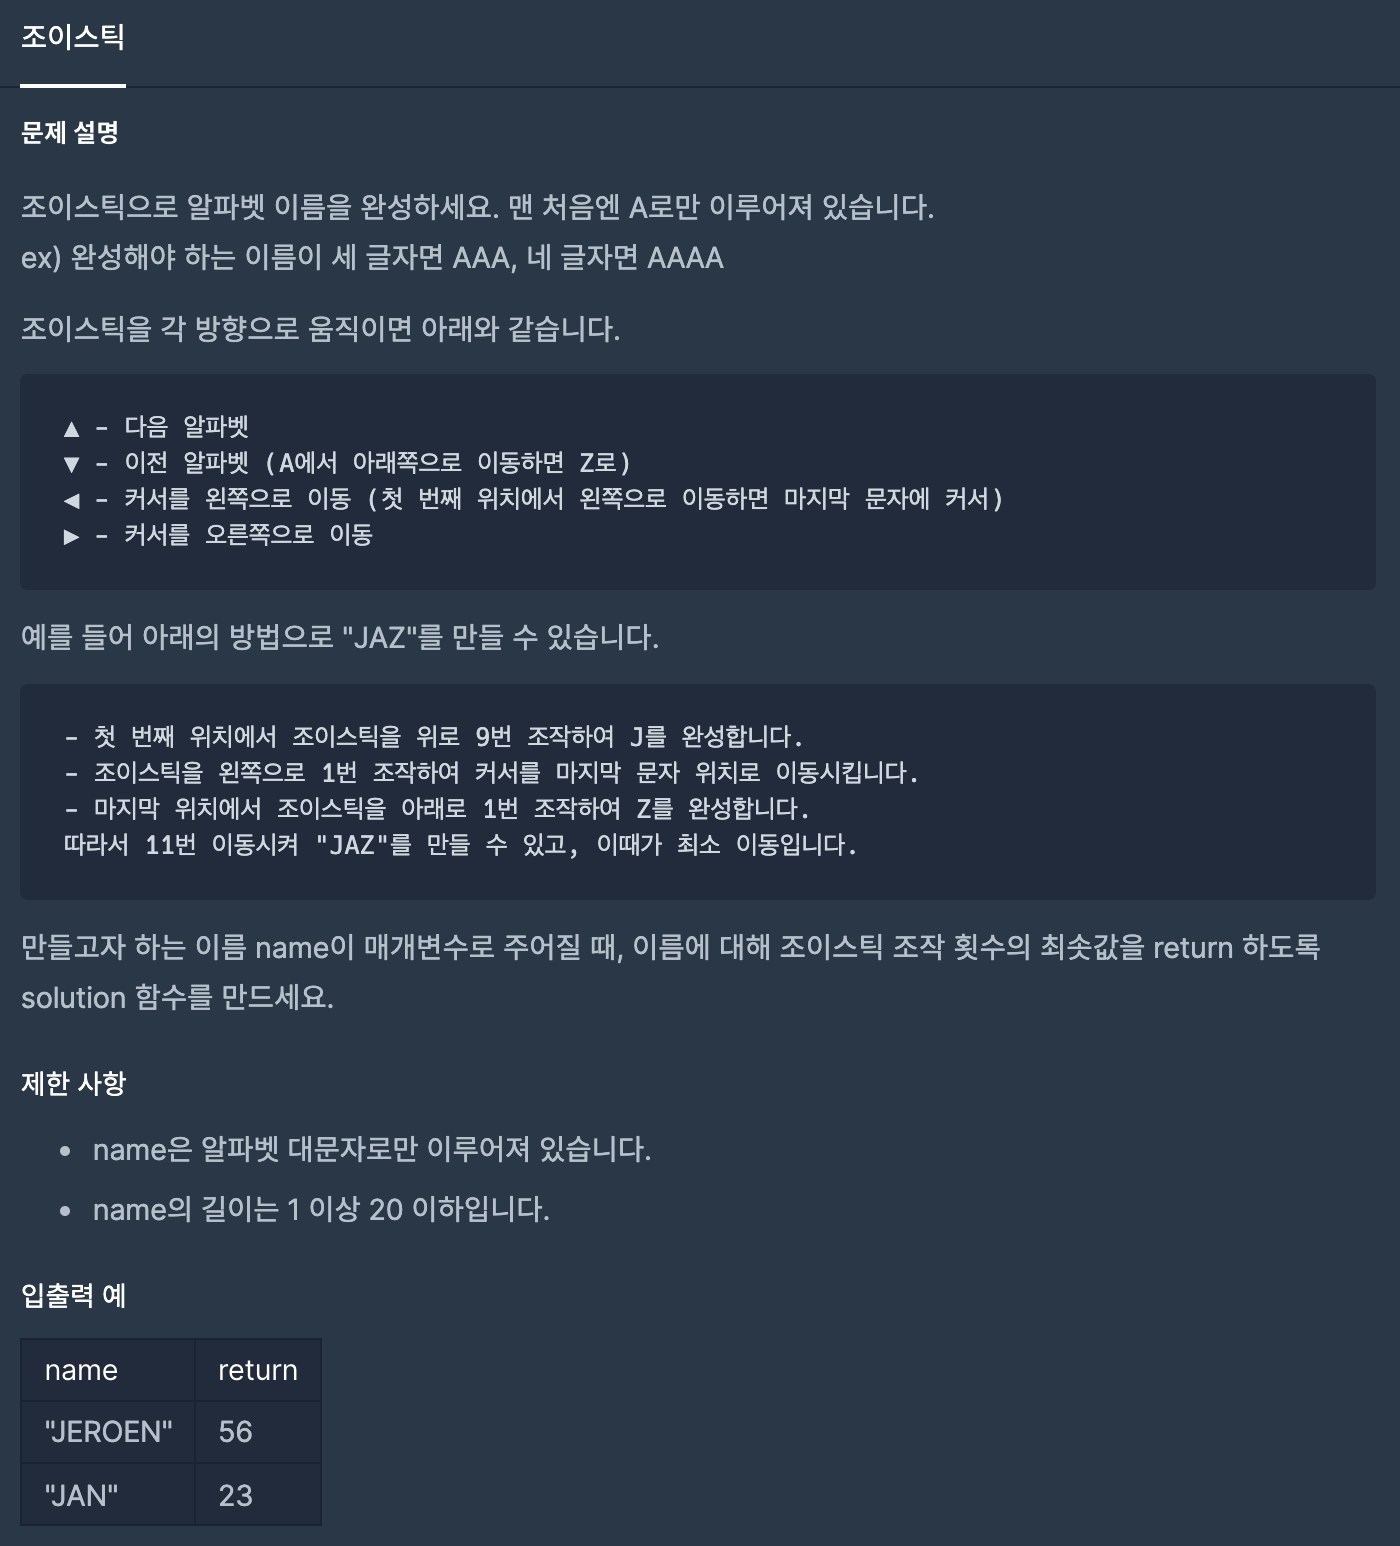 조이스틱
문제 설명
조이스틱으로 알파벳 이름을 완성하세요. 맨 처음엔 A로만 이루어져 있습니다.
ex) 완성해야 하는 이름이 세 글자면 AAA, 네 글자면 AAAA
조이스틱을 각 방향으로 움직이면 아래와 같습니다.
▲ - 다음 알파벳
▼ - 이전 알파벳 (A에서 아래쪽으로 이동하면 Z로)
◀ - 커서를 왼쪽으로 이동 (첫 번째 위치에서 왼쪽으로 이동하면 마지막 문자에 커서)
▶ - 커서를 오른쪽으로 이동
예를 들어 아래의 방법으로 "JAZ"를 만들 수 있습니다.
- 첫 번째 위치에서 조이스틱을 위로 9번 조작하여 J를 완성합니다.
- 조이스틱을 왼쪽으로 1번 조작하여 커서를 마지막 문자 위치로 이동시킵니다.
- 마지막 위치에서 조이스틱을 아래로 1번 조작하여 Z를 완성합니다.
따라서 11번 이동시켜 "JAZ"를 만들 수 있고, 이때가 최소 이동입니다.
만들고자 하는 이름 name이 매개변수로 주어질 때, 이름에 대해 조이스틱 조작 횟수의 최솟값을 return 하도록
solution 함수를 만드세요.
제한 사항
• name은 알파벳 대문자로만 이루어져 있습니다.
• name의 길이는 1 이상 20 이하입니다.
입출력 예
name return
"JEROEN" 56
"JAN" 23